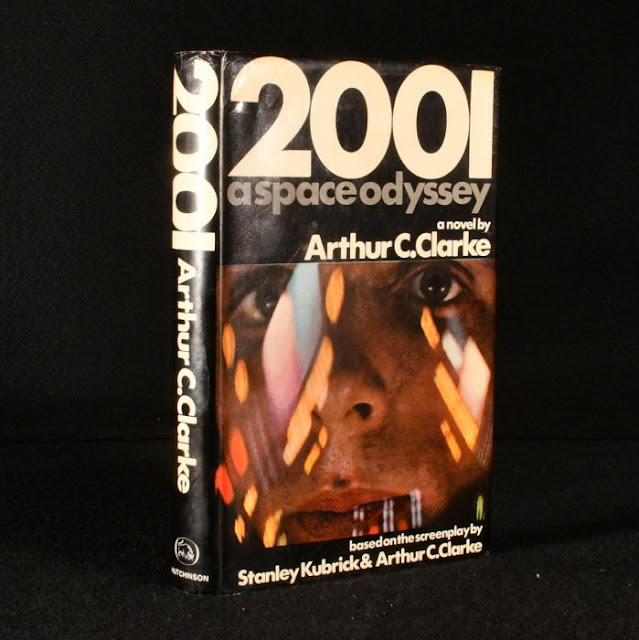 2001
Arthur C.Clarke
HUTCHINSON
2001
a space odyssey
a novel by
Arthur C.Clarke
based on the screenplay by
Stanley Kubrick & Arthur C.Clarke